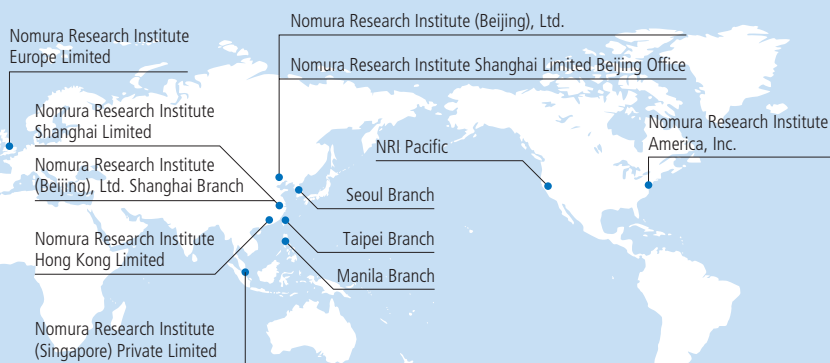 Nomura Research Institute
Europe Limited
Nomura Research Institute (Beijing), Ltd.
Nomura Research Institute Shanghai Limited Beijing Office
Nomura Research Institute
Shanghai Limited
Nomura Research Institute
(Beijing), Ltd. Shanghai Branch
NRI Pacific
Nomura Research Institute
America, Inc.
Seoul Branch
Taipei Branch
Manila Branch
Nomura Research Institute
Hong Kong Limited
Nomura Research Institute
(Singapore) Private Limited